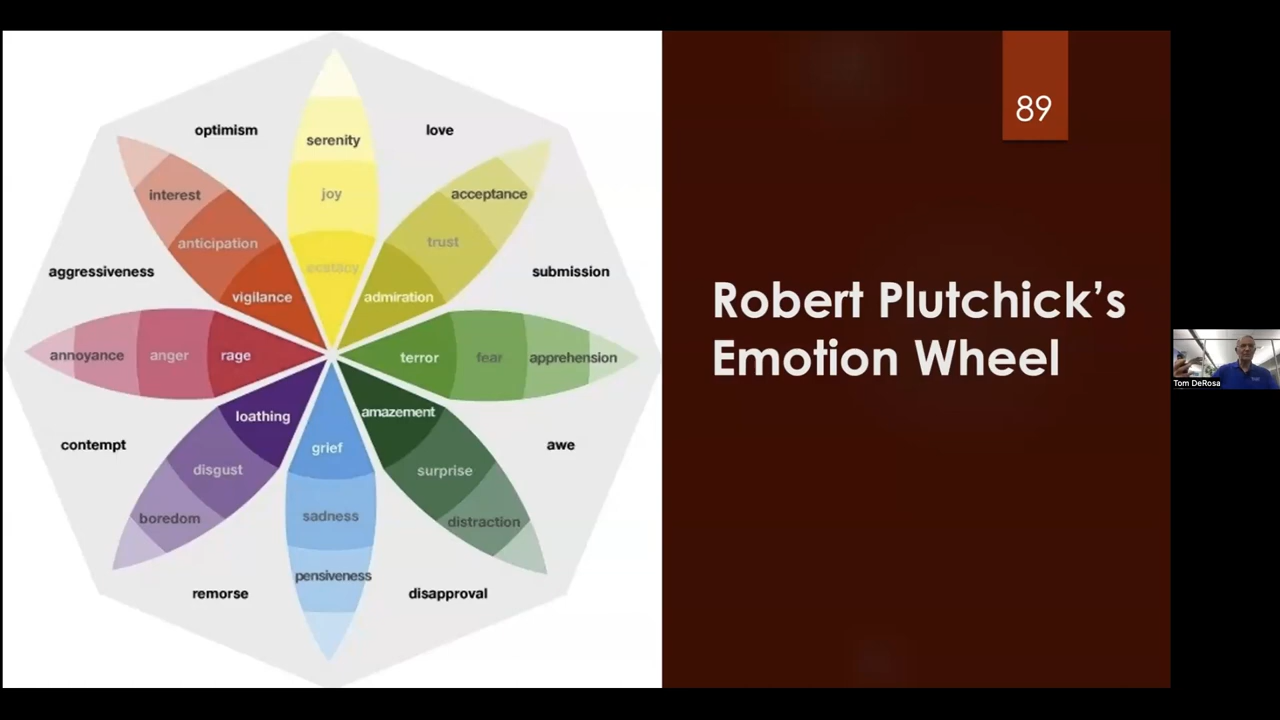 optimism
love
serenity
interest
joy
acceptance
anticipation
trust
aggressiveness
ecstacy
submission
vigilance
admiration
annoyance
anger
rage
terror
fear
apprehension
loathing
amazement
contempt
grief
awe
disgust
surprise
boredom
sadness
distraction
pensiveness
remorse
disapproval
89
Robert Plutchick’s
Emotion Wheel
Tom DeRosa